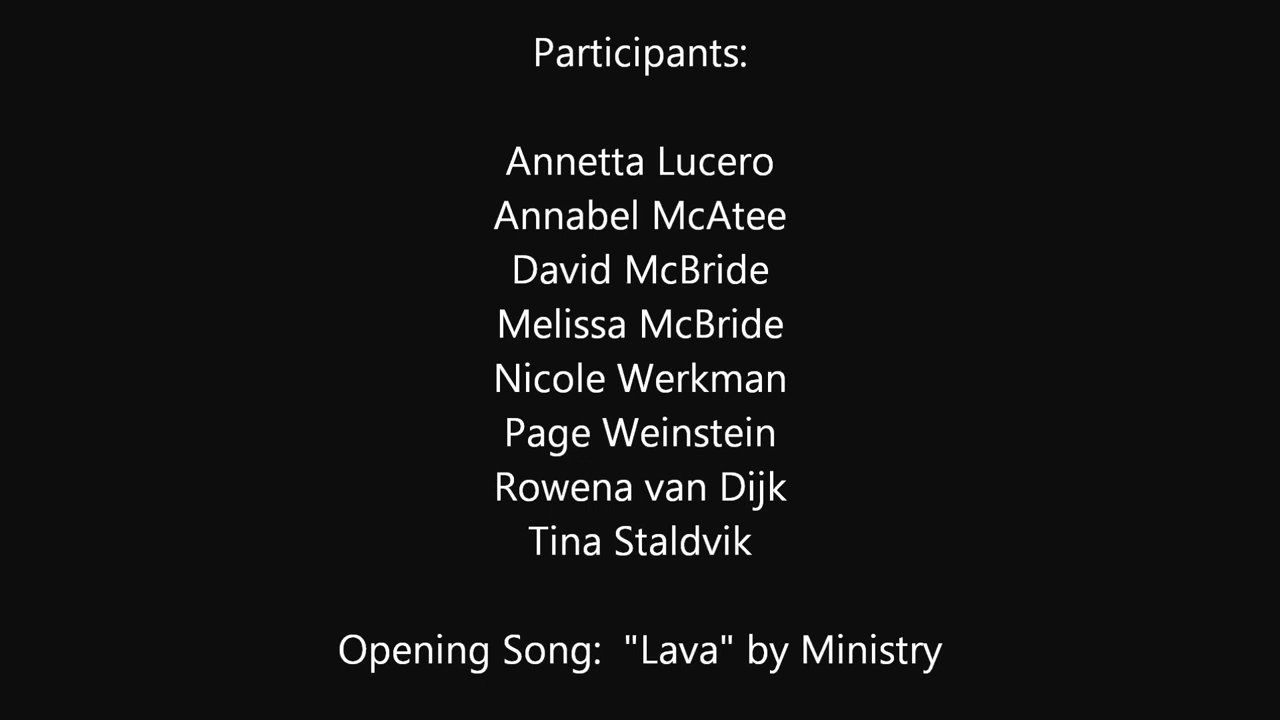 Participants:
Annetta Lucero
Annabel McAtee
David McBride
Melissa McBride
Nicole Werkman
Page Weinstein
Rowena van Dijk
Tina Staldvik
Opening Song:  "Lava" by Ministry